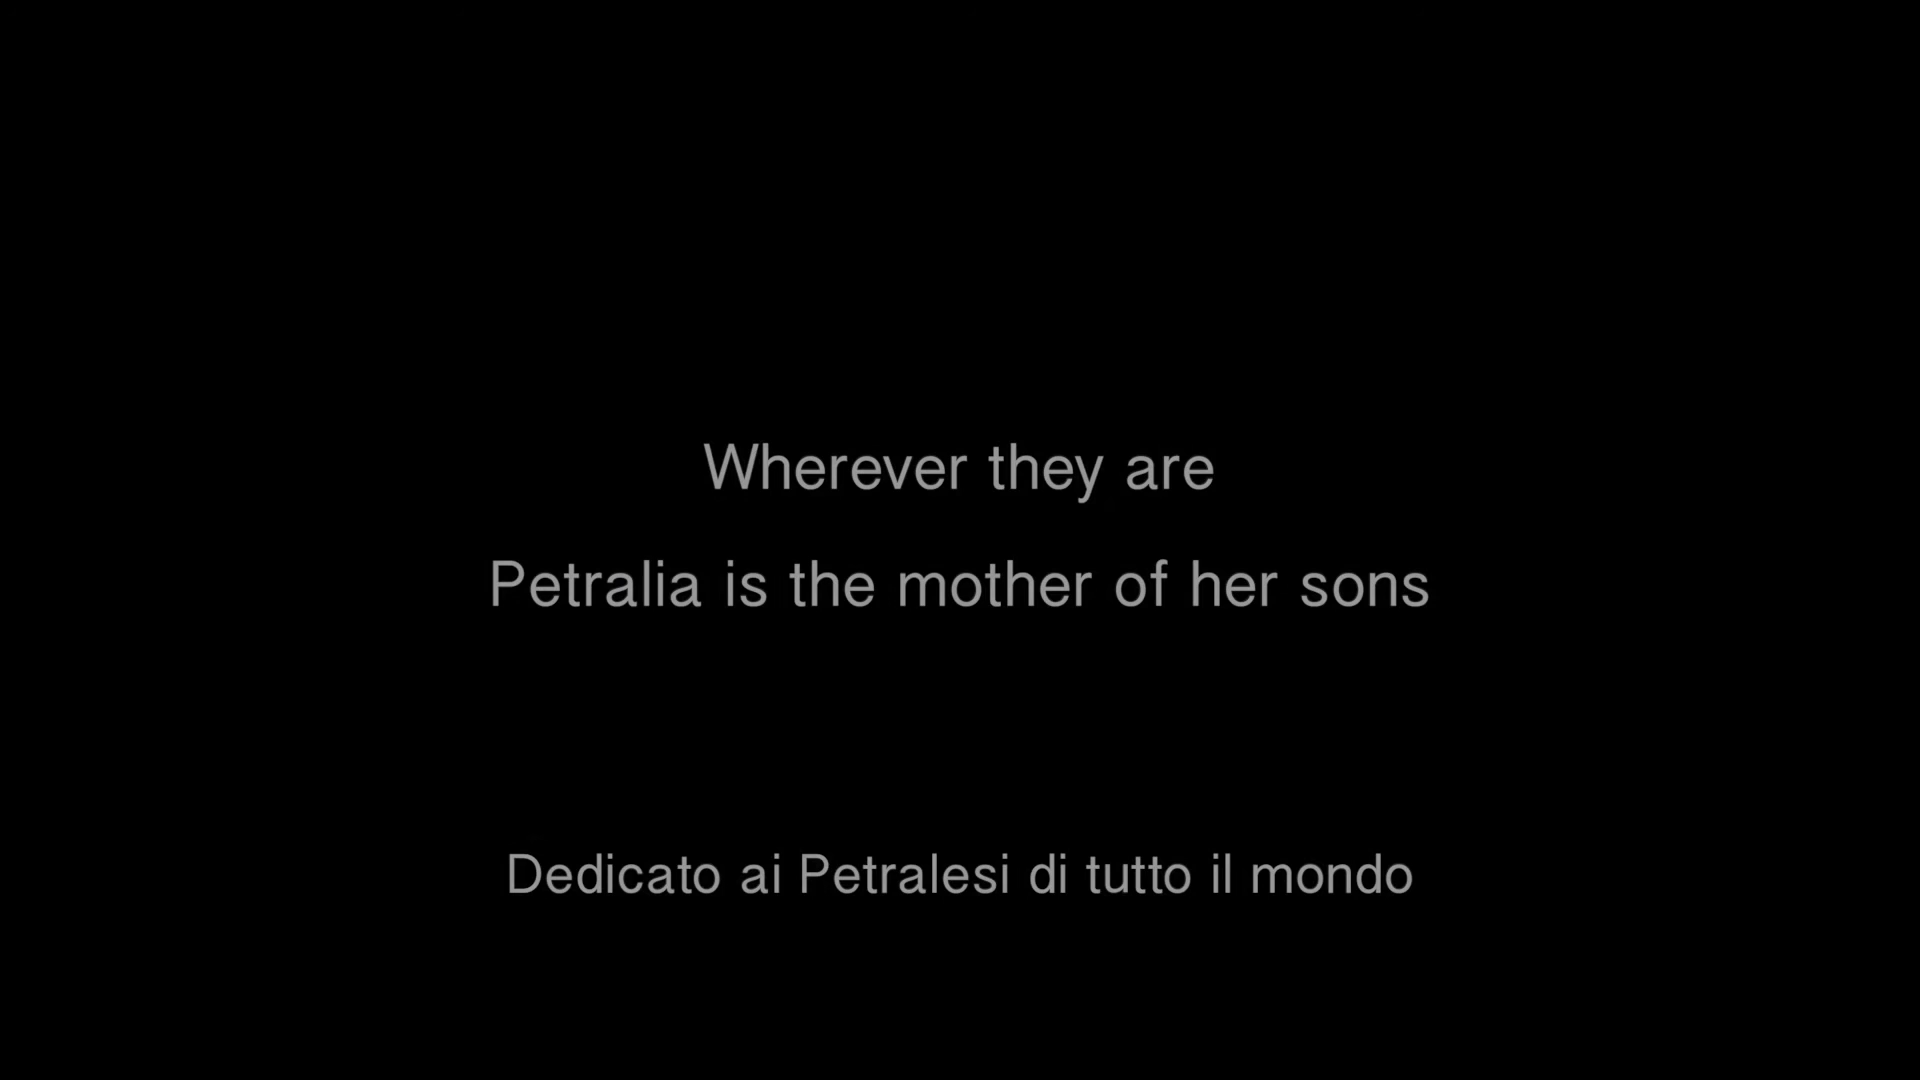 Wherever they are
Petralia is the mother of her sons
Dedicato ai Petralesi di tutto il mondo